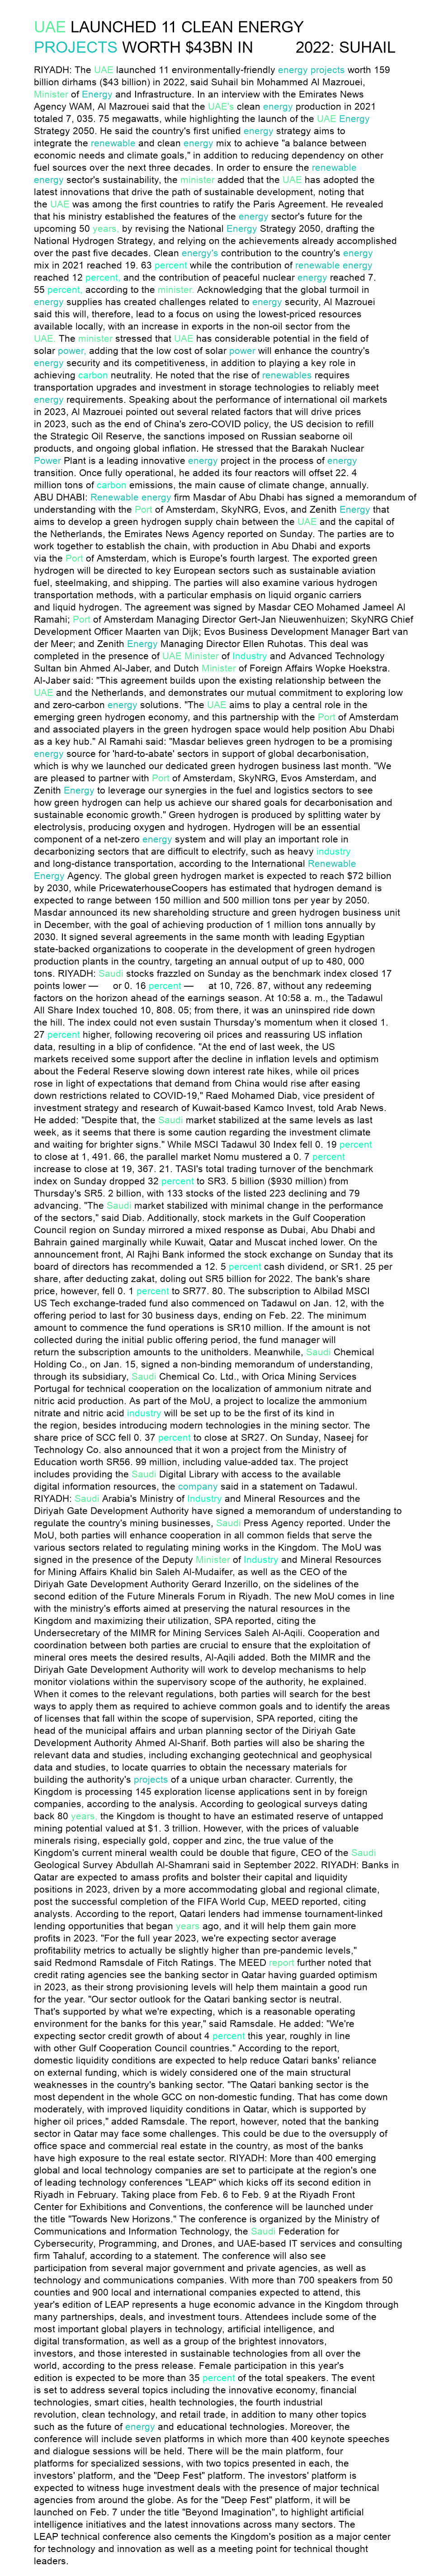 UAE LAUNCHED 11 CLEAN ENERGY
PROJECTS WORTH $43BN IN 2022: SUHAIL
RIYADH: The UAE launched 11 environmentally-friendly energy projects worth 159
billion dirhams ($43 billion) in 2022, said Suhail bin Mohammed Al Mazrouei,
Minister of Energy and Infrastructure. In an interview with the Emirates News
Agency WAM, Al Mazrouei said that the UAE's clean energy production in 2021
totaled 7, 035. 75 megawatts, while highlighting the launch of the UAE Energy
Strategy 2050. He said the country's first unified energy strategy aims to
integrate the renewable and clean energy mix to achieve "a balance between
economic needs and climate goals," in addition to reducing dependency on other
fuel sources over the next three decades. In order to ensure the renewable
energy sector's sustainability, the minister added that the UAE has adopted the
latest innovations that drive the path of sustainable development, noting that
the UAE was among the first countries to ratify the Paris Agreement. He revealed
that his ministry established the features of the energy sector's future for the
upcoming 50 years, by revising the National Energy Strategy 2050, drafting the
National Hydrogen Strategy, and relying on the achievements already accomplished
over the past five decades. Clean energy's contribution to the country's energy
mix in 2021 reached 19. 63 percent while the contribution of renewable energy
reached 12 percent, and the contribution of peaceful nuclear energy reached 7.
55 percent, according to the minister. Acknowledging that the global turmoil in
energy supplies has created challenges related to energy security, Al Mazrouei
said this will, therefore, lead to a focus on using the lowest-priced resources
available locally, with an increase in exports in the non-oil sector from the
UAE. The minister stressed that UAE has considerable potential in the field of
solar power, adding that the low cost of solar power will enhance the country's
energy security and its competitiveness, in addition to playing a key role in
achieving carbon neutrality. He noted that the rise of renewables requires
transportation upgrades and investment in storage technologies to reliably meet
energy requirements. Speaking about the performance of international oil markets
in 2023, Al Mazrouei pointed out several related factors that will drive prices
in 2023, such as the end of China's zero-COVID policy, the US decision to refill
the Strategic Oil Reserve, the sanctions imposed on Russian seaborne oil
products, and ongoing global inflation. He stressed that the Barakah Nuclear
Power Plant is a leading innovative energy project in the process of energy
transition. Once fully operational, he added its four reactors will offset 22. 4
million tons of carbon emissions, the main cause of climate change, annually.
ABU DHABI: Renewable energy firm Masdar of Abu Dhabi has signed a memorandum of
understanding with the Port of Amsterdam, SkyNRG, Evos, and Zenith Energy that
aims to develop a green hydrogen supply chain between the UAE and the capital of
the Netherlands, the Emirates News Agency reported on Sunday. The parties are to
work together to establish the chain, with production in Abu Dhabi and exports
via the Port of Amsterdam, which is Europe's fourth largest. The exported green
hydrogen will be directed to key European sectors such as sustainable aviation
fuel, steelmaking, and shipping. The parties will also examine various hydrogen
transportation methods, with a particular emphasis on liquid organic carriers
and liquid hydrogen. The agreement was signed by Masdar CEO Mohamed Jameel Al
Ramahi; Port of Amsterdam Managing Director Gert-Jan Nieuwenhuizen; SkyNRG Chief
Development Officer Maarten Van Dijk; Evos Business Development Manager Bart van
der Meer; and Zenith Energy Managing Director Ellen Ruhotas. This deal was
completed in the presence of UAE Minister of Industry and Advanced Technology
Sultan bin Ahmed Al-Jaber, and Dutch Minister of Foreign Affairs Wopke Hoekstra.
Al-Jaber said: "This agreement builds upon the strong relationship between the
UAE and the Netherlands, and demonstrates our mutual commitment to exploring low
and zero-carbon energy solutions. "The UAE aims to play a central role in the
emerging green hydrogen economy, and this partnership with the Port of Amsterdam
and associated players in the green hydrogen space would help position Abu Dhabi
as a key hub." Al Ramahi said: "Masdar believes green hydrogen to be a promising
energy source for 'hard-to-abate' sectors in support of global decarbonisation,
which is why we launched our dedicated green hydrogen business last month. "We
are pleased to partner with Port of Amsterdam, SkyNRG, Evos Amsterdam, and
Zenith Energy to leverage our synergies in the fuel and logistics sectors to see
how green hydrogen can help us achieve our shared goals for decarbonisation and
sustainable economic growth." Green hydrogen is produced by splitting water by
electrolysis, producing oxygen and hydrogen. Hydrogen will be an essential
component of a net-zero energy system and will pay an important role in
decarbonizing sectors that are difficult to electrify, such as heavy industry
and long-distance transportation, according to the International Renewable
Energy Agency. The global green hydrogen market is expected to reach $72 billion
by 2030, while PricewaterhouseCoopers has estimated that hydrogen demand is
expected to range between 150 million and 500 million tons per year by 2050.
Masdar announced its new shareholding structure and green hydrogen business unit
in December, with the goal of achieving production of 1 million tons annually by
2030. It signed several agreements in the same month with leading Egyptian
state-backed organizations to cooperate in the development of green hydrogen
production plants in the country, targeting an annual output of up to 480, 000
tons. RIYADH: Saudi stocks frazzled on Sunday as the benchmark index closed 17
points lower — or 0. 16 percent — at 10, 726. 87, without any redeeming
factors on the horizon ahead of the earnings season. At 10:58 a. m., the Tadawul
All Share Index touched 10, 808. 05; from there, it was an uninspired ride down
the hill. The index could not even sustain Thursday's momentum when it closed 1.
27 percent higher, following recovering oil prices and reassuring US inflation
data, resulting in a blip of confidence. "At the end of last week, the US
markets received some support after the decline in inflation levels and optimism
about the Federal Reserve slowing down interest rate hikes, while oil prices
rose in light of expectations that demand from China would rise after easing
down restrictions related to COVID-19," Raed Mohammed Diab, vice president of
investment strategy and research of Kuwait-based Kamco Invest, told Arab News.
He added: "Despite that, the Saudi market stabilized at the same levels as last
week, as it seems that there is some caution regarding the investment climate
and waiting for brighter signs." While MSCI Tadawul 30 Index fell 0. 19 percent
to close at 1, 491. 66, the parallel market Nomu mustered a 0. 7 percent
increase to close at 19, 367. 21. TASI's total trading turnover of the benchmark
index on Sunday dropped 32 percent to SR3. 5 billion ($930 million) from
Thursday's SR5. 2 billion, with 133 stocks of the listed 223 declining and 79
advancing. "The Saudi market stabilized with minimal change in the performance
of the sectors," said Diab. Additionally, stock markets in the Gulf Cooperation
Council region on Sunday mirrored a mixed response as Dubai, Abu Dhabi and
Bahrain gained marginally while Kuwait, Qatar and Muscat inched lower. On the
announcement front, Al Rajhi Bank informed the stock exchange on Sunday that its
board of directors has recommended a 12. 5 percent cash dividend, or SR1. 25 per
share, after deducting zakat, doling out SR5 billion for 2022. The bank's share
price, however, fell 0. 1 percent to SR77. 80. The subscription to Albilad MSCI
US Tech exchange-traded fund also commenced on Tadawul on Jan. 12, with the
offering period to last for 30 business days, ending on Feb. 22. The minimum
amount to commence the fund operations is SR10 million. If the amount is not
collected during the initial public offering period, the fund manager will
return the subscription amounts to the unitholders. Meanwhile, Saudi Chemical
Holding Co., on Jan. 15, signed a non-binding memorandum of understanding,
through its subsidiary, Saudi Chemical Co. Ltd., with Orica Mining Services
Portugal for technical cooperation on the localization of ammonium nitrate and
nitric acid production. As part of the MoU, a project to localize the ammonium
nitrate and nitric acid industry will be set up to be the first of its kind in
the region, besides introducing modern technologies in the mining sector. The
share price of SCC fell 0. 37 percent to close at SR27. On Sunday, Naseej for
Technology Co. also announced that it won a project from the Ministry of
Education worth SR56. 99 million, including value-added tax. The project
includes providing the Saudi Digital Library with access to the available
digital information resources, the company said in a statement on Tadawul.
RIYADH: Saudi Arabia's Ministry of Industry and Mineral Resources and the
Diriyah Gate Development Authority have signed a memorandum of understanding to
regulate the country's mining businesses, Saudi Press Agency reported. Under the
MoU, both parties will enhance cooperation in all common fields that serve the
various sectors related to regulating mining works in the Kingdom. The MoU was
signed in the presence of the Deputy Minister of Industry and Mineral Resources
for Mining Affairs Khalid bin Saleh Al-Mudaifer, as well as the CEO of the
Diriyah Gate Development Authority Gerard Inzerillo, on the sidelines of the
second edition of the Future Minerals Forum in Riyadh. The new MoU comes in line
with the ministry's efforts aimed at preserving the natural resources in the
Kingdom and maximizing their utilization, SPA reported, citing the
Undersecretary of the MIMR for Mining Services Saleh Al-Aqili. Cooperation and
coordination between both parties are crucial to ensure that the exploitation of
mineral ores meets the desired results, Al-Aqili added. Both the MIMR and the
Diriyah Gate Development Authority will work to develop mechanisms to help
monitor violations within the supervisory scope of the authority, he explained.
When it comes to the relevant regulations, both parties will search for the best
ways to apply them as required to achieve common goals and to identify the areas
of licenses that fall within the scope of supervision, SPA reported, citing the
head of the municipal affairs and urban planning sector of the Diriyah Gate
Development Authority Ahmed Al-Sharif. Both parties will also be sharing the
relevant data and studies, including exchanging geotechnical and geophysical
data and studies, to locate quarries to obtain the necessary materials for
building the authority's projects of a unique urban character. Currently, the
Kingdom is processing 145 exploration license applications sent in by foreign
companies, according to the analysis. According to geological surveys dating
back 80 years, the Kingdom is thought to have an estimated reserve of untapped
mining potential valued at $1. 3 trillion. However, with the prices of valuable
minerals rising, especially gold, copper and zinc, the true value of the
Kingdom's current mineral wealth could be double that figure, CEO of the Saudi
Geological Survey Abdullah Al-Shamrani said in September 2022. RIYADH: Banks in
Qatar are expected to amass profits and bolster their capital and liquidity
positions in 2023, driven by a more accommodating global and regional climate,
post the successful completion of the FIFA World Cup, MEED reported, citing
analysts. According to the report, Qatari lenders had immense tournament-linked
lending opportunities that began years ago, and it will help them gain more
profits in 2023. "For the full year 2023, we're expecting sector average
profitability metrics to actually be slightly higher than pre-pandemic levels,"
said Redmond Ramsdale of Fitch Ratings. The MEED report further noted that
credit rating agencies see the banking sector in Qatar having guarded optimism
in 2023, as their strong provisioning levels will help them maintain a good run
for the year. "Our sector outlook for the Qatari banking sector is neutral.
That's supported by what we're expecting, which is a reasonable operating
environment for the banks for this year," said Ramsdale. He added: "We're
expecting sector credit growth of about 4 percent this year, roughly in line
with other Gulf Cooperation Council countries." According to the report,
domestic liquidity conditions are expected to help reduce Qatari banks' reliance
on external funding, which is widely considered one of the main structural
weaknesses in the country's banking sector. "The Qatari banking sector is the
most dependent in the whole GCC on non-domestic funding. That has come down
moderately, with improved liquidity conditions in Qatar, which is supported by
higher oil prices," added Ramsdale. The report, however, noted that the banking
sector in Qatar may face some challenges. This could be due to the oversupply of
office space and commercial real estate in the country, as most of the banks
have high exposure to the real estate sector. RIYADH: More than 400 emerging
global and local technology companies are set to participate at the region's one
of leading technology conferences "LEAP" which kicks off its second edition in
Riyadh in February. Taking place from Feb. 6 to Feb. 9 at the Riyadh Front
Center for Exhibitions and Conventions, the conference will be launched under
the title "Towards New Horizons." The conference is organized by the Ministry of
Communications and Information Technology, the Saudi Federation for
Cybersecurity, Programming, and Drones, and UAE-based IT services and consulting
firm Tahaluf, according to a statement. The conference will also see
participation from several major government and private agencies, as well as
technology and communications companies. With more than 700 speakers from 50
counties and 900 local and international companies expected to attend, this
year's edition of LEAP represents a huge economic advance in the Kingdom through
many partnerships, deals, and investment tours. Attendees include some of the
most important global players in technology, artificial intelligence, and
digital transformation, as well as a group of the brightest innovators,
investors, and those interested in sustainable technologies from all over the
world, according to the press release. Female participation in this year's
edition is expected to be more than 35 percent of the total speakers. The event
is set to address several topics including the innovative economy, financial
technologies, smart cities, health technologies, the fourth industrial
revolution, clean technology, and retail trade, in addition to many other topics
such as the future of energy and educational technologies. Moreover, the
conference will include seven platforms in which more than 400 keynote speeches
and dialogue sessions will be held. There will be the main platform, four
platforms for specialized sessions, with two topics presented in each, the
investors' platform, and the "Deep Fest" platform. The investors' platform is
expected to witness huge investment deals with the presence of major technical
agencies from around the globe. As for the "Deep Fest" platform, it will be
launched on Feb. 7 under the title "Beyond Imagination", to highlight artificial
intelligence initiatives and the latest innovations across many sectors. The
LEAP technical conference also cements the Kingdom's position as a major center
for technology and innovation as well as a meeting point for technical thought
leaders.